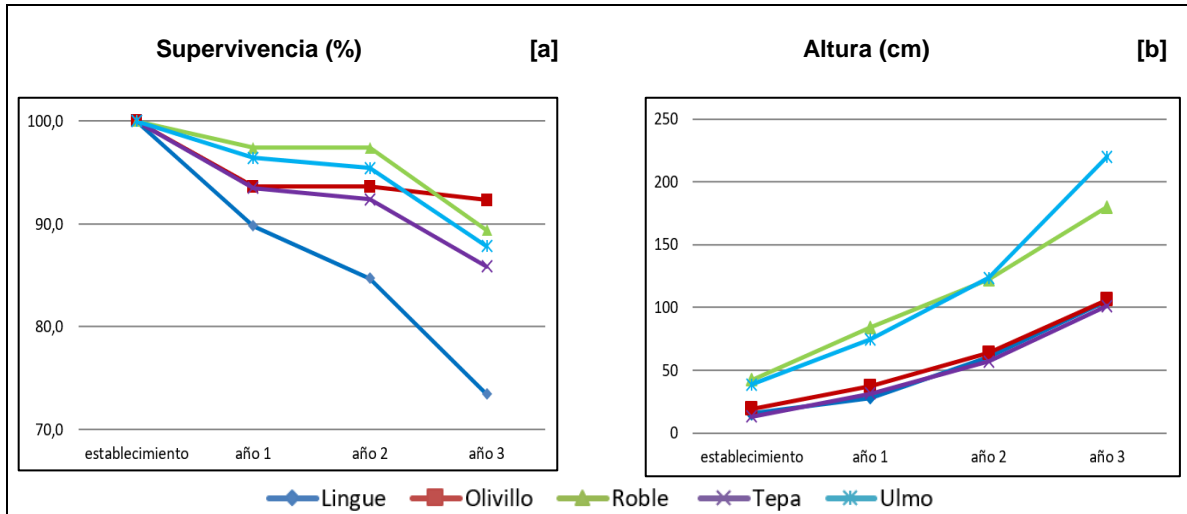 Supervivencia (%) [a]
100,0
90,0
80,0
70,0
establecimiento año 1 año 2 año 3
Altura (cm) [b]
250
200
150
100
50
0
establecimiento año 1 año 2 año 3
Lingue Olivillo Roble Tepa Ulmo